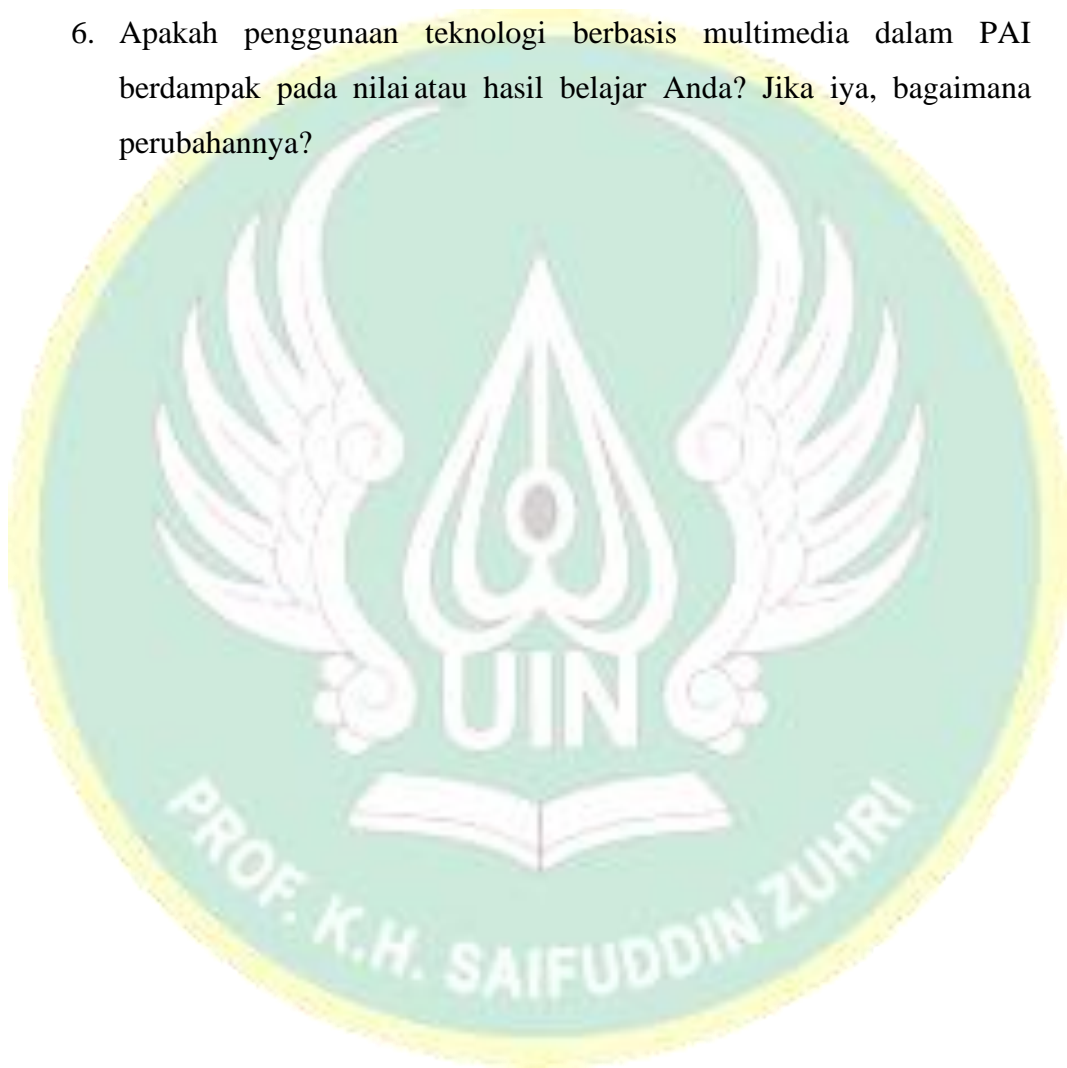 6. Apakah penggunaan teknologi berbasis multimedia dalam PAI
berdampak pada nilai atau hasil belajar Anda? Jika iya, bagaimana
perubahannya?
UIN
PROF. K.H. SAIFUDDIN ZUHRI